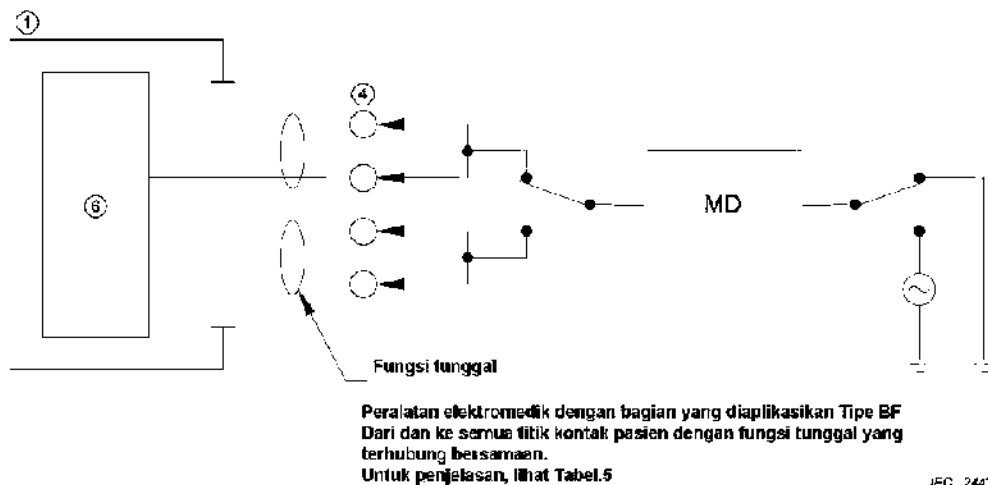 1
4
6
MD
Fungsi tunggal
Peralatan elektromedik dengan bagian yang diaplikasikan Tipe BF
Dari dan ke semua titik kontak pasien dengan fungsi tunggal yang
terhubung bersamaan.
Untuk penjelasan, lihat Tabel.5